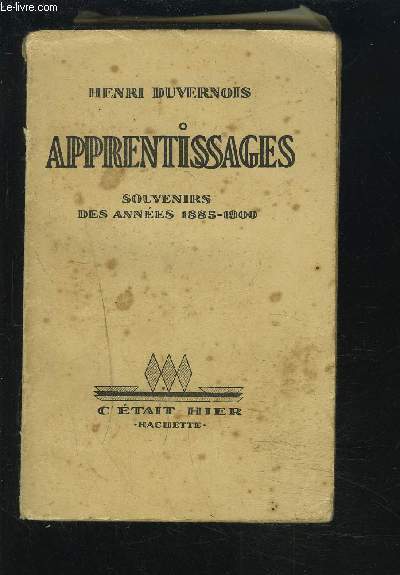 Le-livre.com
HENRI DUVERNOIS
APPRENTISSAGES
SOUVENIRS
DES ANNÉES 1885-1900
C'ÉTAIT HIER
·HACHETTE·